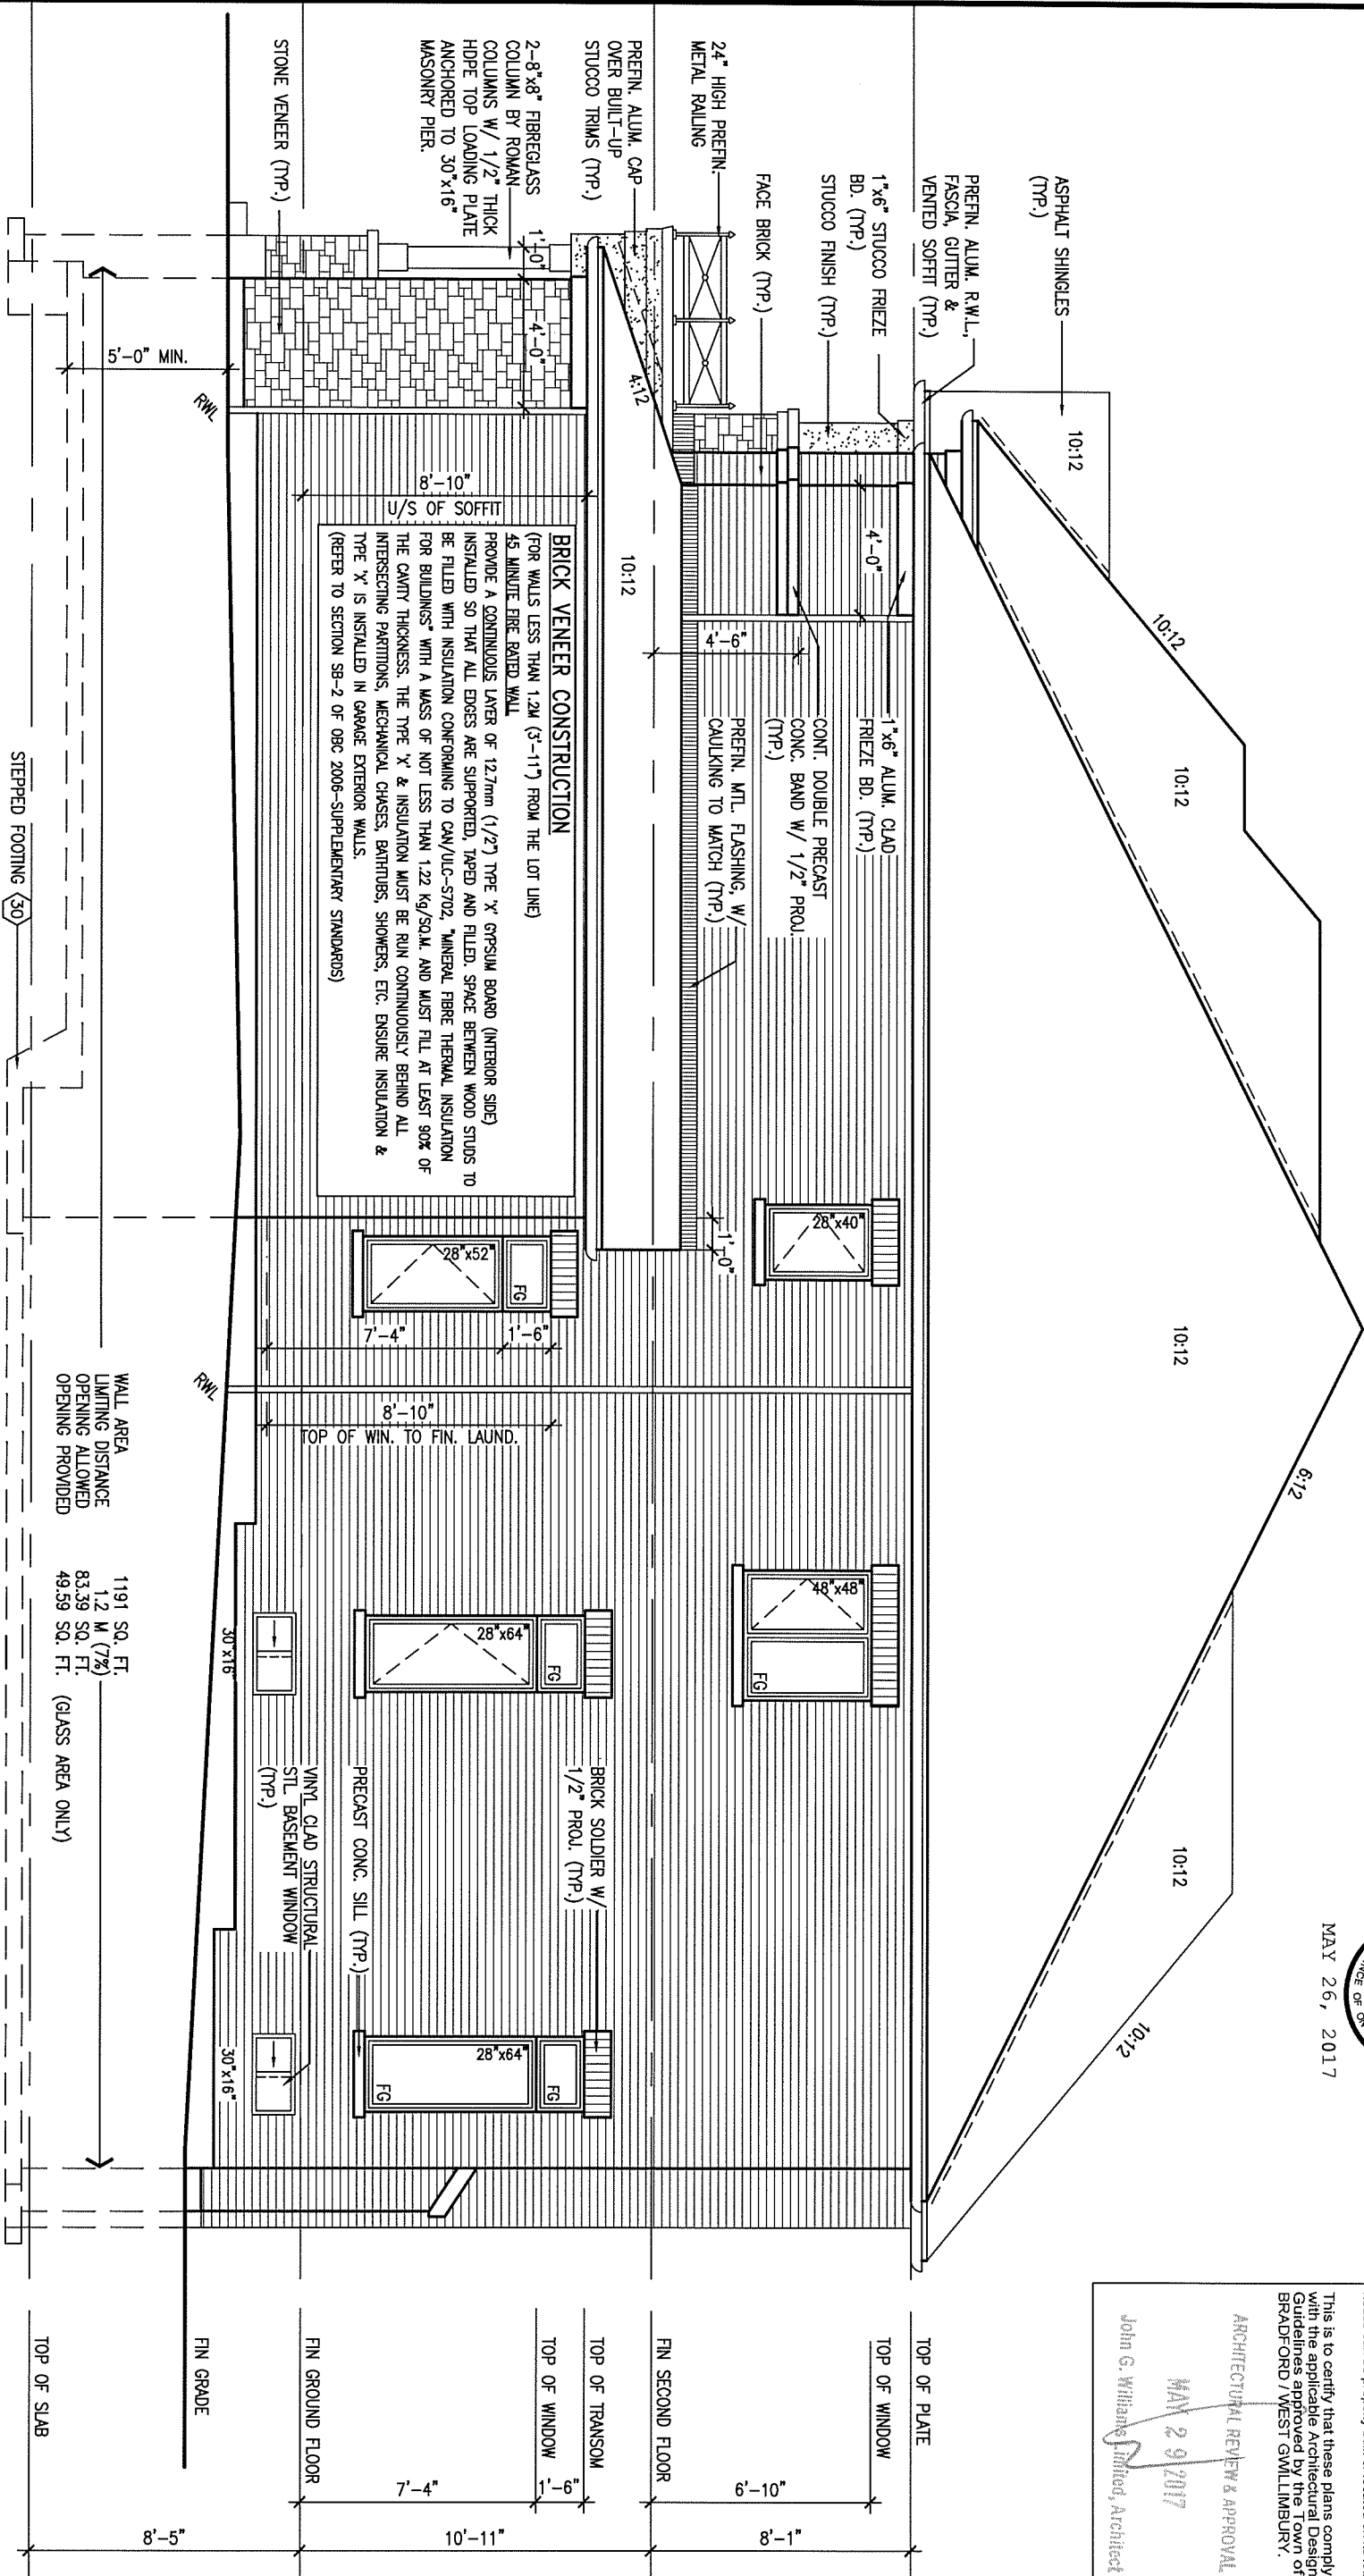 ASPHALT SHINGLES
(TYP.)
PREFIN. ALUM. R.W.L.,
FASCIA, GUTTER &
VENTED SOFFIT (TYP.)
1"x6" STUCCO FRIEZE
BD. (TYP.)
STUCCO FINISH (TYP.)
FACE BRICK (TYP.)
24" HIGH PREFIN.
METAL RAILING
PREFIN. ALUM. CAP
OVER BUILT-UP
STUCCO TRIMS (TYP.)
2-8"x8" FIBREGLASS
COLUMN BY ROMAN
COLUMNS W/ 1/2" THICK
HDPE TOP LOADING PLATE
ANCHORED TO 30"x16"
MASONRY PIER.
STONE VENEER (TYP.)
10:12
10:12
10:12
10:12
6:12
10:12
10:12
4:12
10:12
1'-0"
4'-0"
4'-0"
4'-6"
1'-0"
5'-0" MIN.
RWL
8'-10"
U/S OF SOFFIT
1"x6" ALUM. CLAD
FRIEZE BD. (TYP.)
CONT. DOUBLE PRECAST
CONC. BAND W/ 1/2" PROJ.
(TYP.)
PREFIN. MTL. FLASHING, W/
CAULKING TO MATCH (TYP.)
BRICK VENEER CONSTRUCTION
(FOR WALLS LESS THAN 1.2M (3'-11") FROM THE LOT LINE)
45 MINUTE FIRE RATED WALL
PROVIDE A CONTINUOUS LAYER OF 12.7mm (1/2") TYPE 'X' GYPSUM BOARD (INTERIOR SIDE)
INSTALLED SO THAT ALL EDGES ARE SUPPORTED, TAPED AND FILLED. SPACE BETWEEN WOOD STUDS TO
BE FILLED WITH INSULATION CONFORMING TO CAN/ULC-S702, "MINERAL FIBRE THERMAL INSULATION
FOR BUILDINGS" WITH A MASS OF NOT LESS THAN 1.22 Kg/SQ.M. AND MUST FILL AT LEAST 90% OF
THE CAVITY THICKNESS. THE TYPE 'X' & INSULATION MUST BE RUN CONTINUOUSLY BEHIND ALL
INTERSECTING PARTITIONS, MECHANICAL CHASES, BATHTUBS, SHOWERS, ETC. ENSURE INSULATION &
TYPE 'X' IS INSTALLED IN GARAGE EXTERIOR WALLS.
(REFER TO SECTION SB-2 OF OBC 2006-SUPPLEMENTARY STANDARDS)
28"x40"
28"x52"
FG
7'-4"
1'-6"
RWL
8'-10"
TOP OF WIN. TO FIN. LAUND.
48"x48"
FG
28"x64"
FG
30"x16"
BRICK SOLDIER W/
1/2" PROJ. (TYP.)
PRECAST CONC. SILL (TYP.)
VINYL CLAD STRUCTURAL
STL BASEMENT WINDOW
(TYP.)
28"x64"
FG
FG
30"x16"
STEPPED FOOTING 30
WALL AREA 1191 SQ. FT.
LIMITING DISTANCE 1.2 M (7%)
OPENING ALLOWED 83.39 SQ. FT.
OPENING PROVIDED 49.59 SQ. FT. (GLASS AREA ONLY)
TOP OF PLATE
TOP OF WINDOW
FIN SECOND FLOOR
TOP OF TRANSOM
TOP OF WINDOW
FIN GROUND FLOOR
FIN GRADE
TOP OF SLAB
6'-10"
1'-6"
7'-4"
8'-1"
10'-11"
8'-5"
NCE OF ON
MAY 26, 2017
This is to certify that these plans comply
with the applicable Architectural Design
Guidelines approved by the Town of
BRADFORD / WEST GWILLIMBURY.
ARCHITECTURAL REVIEW & APPROVAL
MAY 29 2017
John G. Williams Limited, Architect